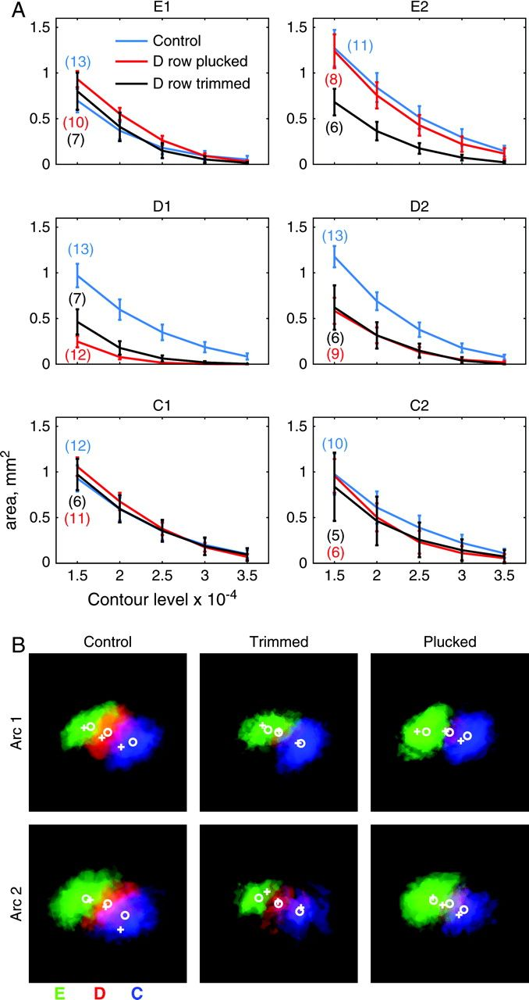 A
E1
E2
Control
D row plucked
D row trimmed
1.5
1
0.5
0
(13)
(10)
(7)
1.5
1
0.5
0
(11)
(8)
(6)
D1
D2
1.5
1
0.5
0
(13)
(7)
(12)
1.5
1
0.5
0
(13)
(6)
(9)
C1
C2
area, mm²
1.5
1
0.5
0
(12)
(6)
(11)
1.5
1
0.5
0
(10)
(5)
(6)
1.5 2 2.5 3 3.5
1.5 2 2.5 3 3.5
Contour level x 10⁻⁴
B
Control Trimmed Plucked
Arc 1
Arc 2
E D C